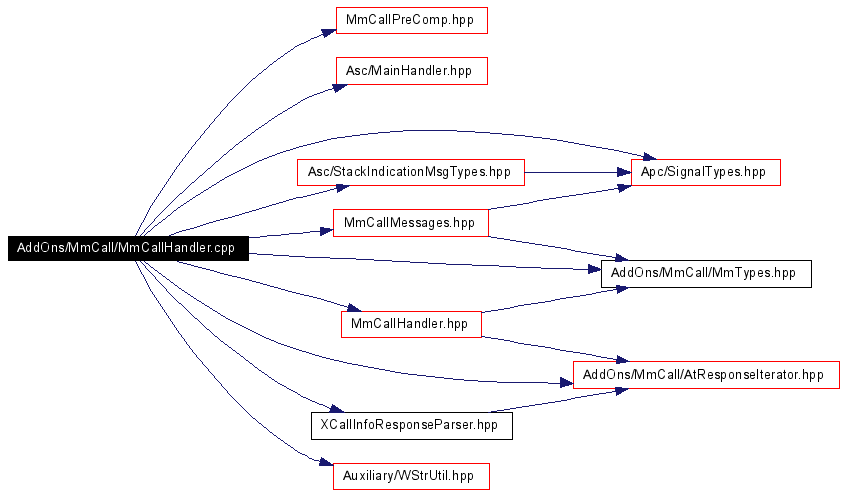 MmCallPreComp.hpp
Asc/MainHandler.hpp
Asc/StackIndicationMsgTypes.hpp
Apc/SignalTypes.hpp
MmCallMessages.hpp
AddOns/MmCall/MmCallHandler.cpp
AddOns/MmCall/MmTypes.hpp
MmCallHandler.hpp
AddOns/MmCall/AtResponseIterator.hpp
XCallInfoResponseParser.hpp
Auxiliary/WStrUtil.hpp